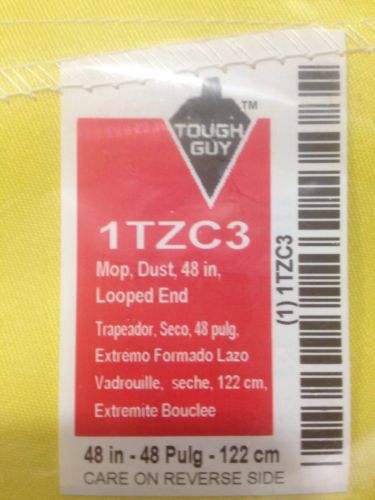 TOUGH
GUY
TM
1TZC3
Mop, Dust, 48 in,
Looped End
Trapeador, Seco, 48 pulg,
Extremo Formado Lazo
Vadrouille, seche, 122 cm,
Extremite Bouclee
48 in - 48 Pulg - 122 cm
CARE ON REVERSE SIDE
(1) 1TZC3